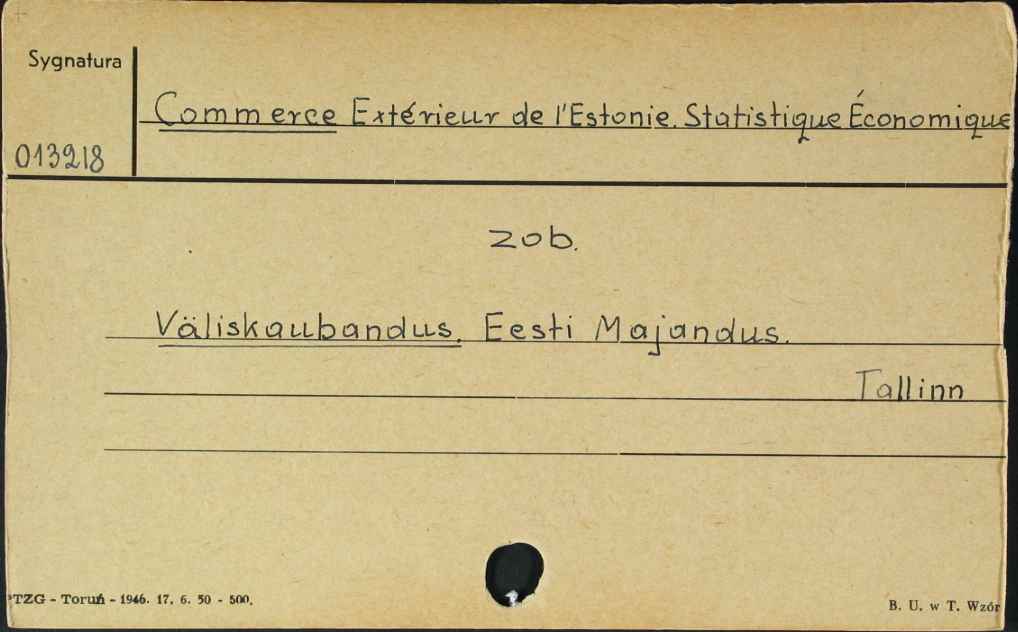 Sygnatura
Commerce Extérieur de l'Estonie. Statistique Économique
013218
zob.
Väliskaubandus. Eesti Majandus.
Tallinn
PTZG - Toruń - 1946. 17. 6. 50 - 500.
B. U. w T. Wzór